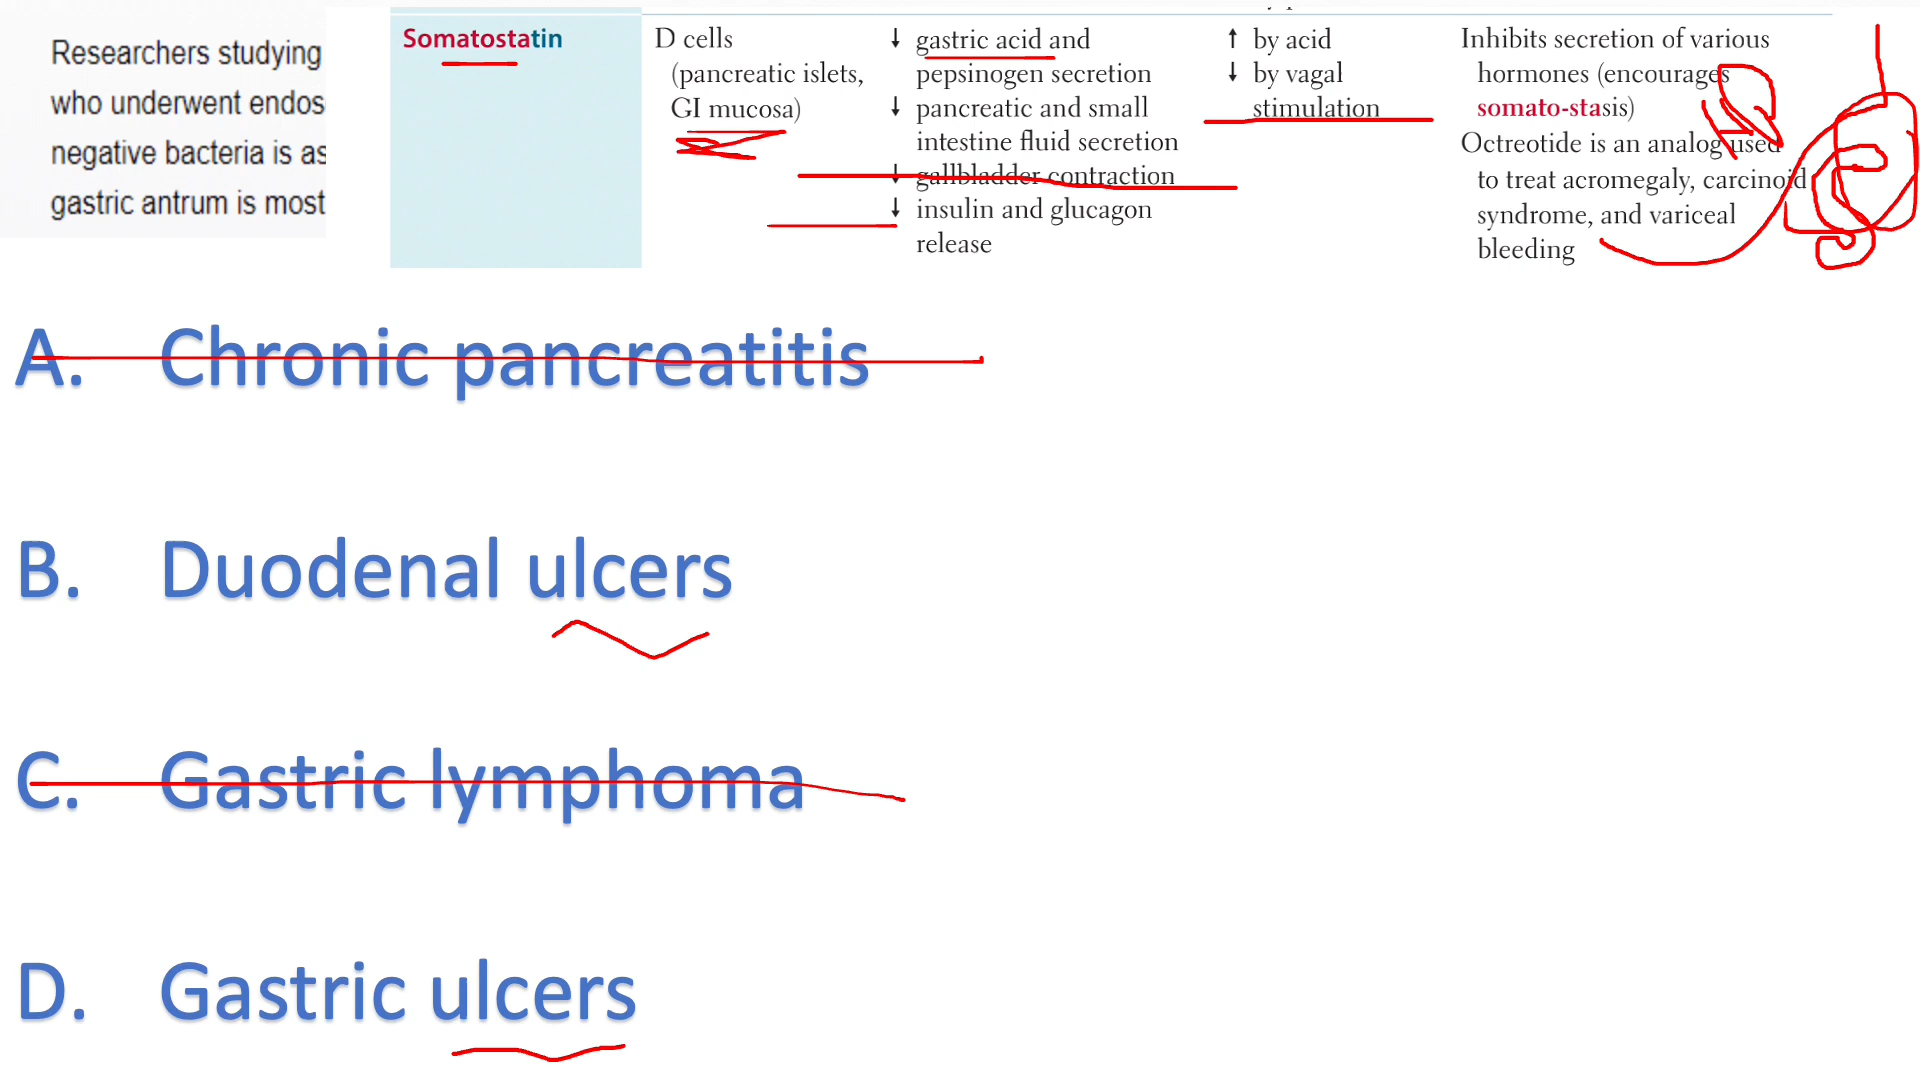 Researchers studying
who underwent endos
negative bacteria is as
gastric antrum is most
Somatostatin
D cells
(pancreatic islets,
GI mucosa)
↓ gastric acid and
pepsinogen secretion
↓ pancreatic and small
intestine fluid secretion
↓ gallbladder contraction
↓ insulin and glucagon
release
↑ by acid
↓ by vagal
stimulation
Inhibits secretion of various
hormones (encourages
somato-stasis)
Octreotide is an analog used
to treat acromegaly, carcinoid
syndrome, and variceal
bleeding
A. Chronic pancreatitis
B. Duodenal ulcers
C. Gastric lymphoma
D. Gastric ulcers